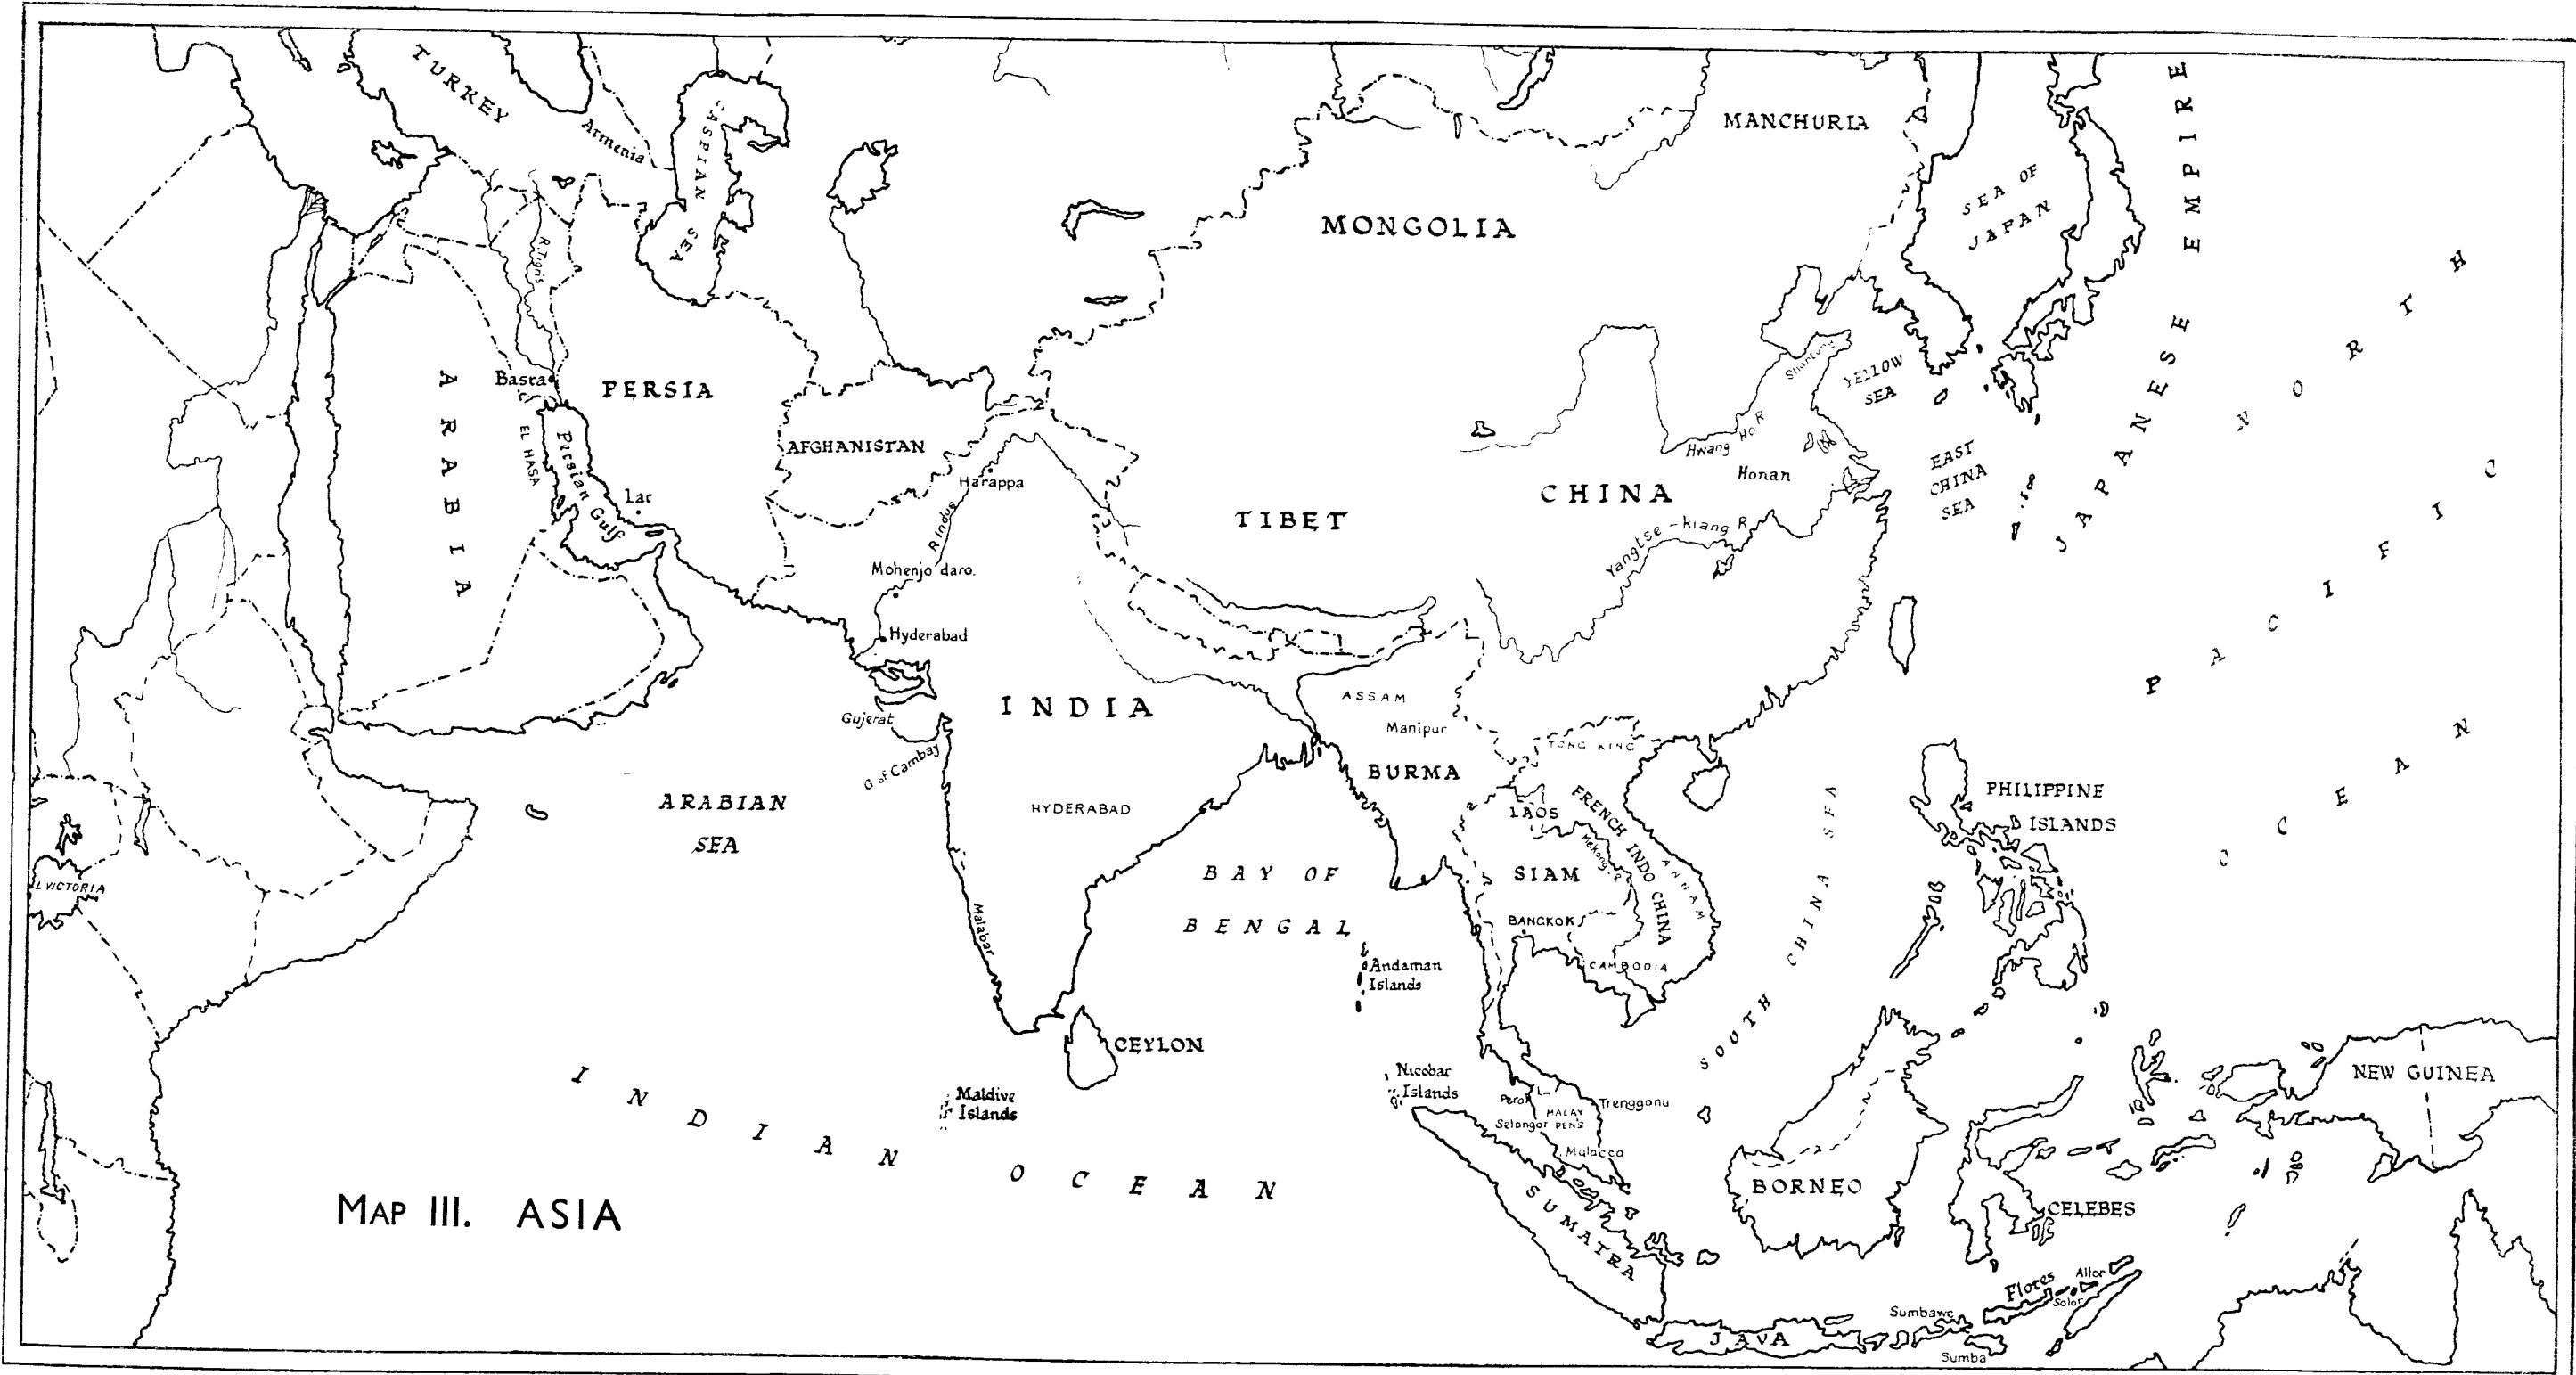 TURKEY
Armenia
CASPIAN
SEA
MANCHURIA
MONGOLIA
SEA OF
JAPAN
JAPANESE EMPIRE
NORTH
PACIFIC
OCEAN
R Tigris
Basra
PERSIA
ARABIA
EL HASA
Persian Gulf
Lar
AFGHANISTAN
Harappa
R Indus
Mohenjo daro.
Hyderabad
TIBET
CHINA
Shantung
YELLOW
SEA
Hwang Ho R
Honan
EAST
CHINA
SEA
Yangtse-kiang R
INDIA
Gujerat
G of Cambay
ASSAM
Manipur
BURMA
TONG KING
HYDERABAD
ARABIAN
SEA
LAOS
FRENCH INDO CHINA
Mekong R
ANNAM
SIAM
BANGKOK
CAMBODIA
BAY OF
BENGAL
Malabar
Andaman
Islands
SOUTH CHINA SEA
PHILIPPINE
ISLANDS
L VICTORIA
CEYLON
Maldive
Islands
Nicobar
Islands
Perak
Trengganu
MALAY
PEN'S
Selangor
Malacca
NEW GUINEA
INDIAN OCEAN
MAP III. ASIA
SUMATRA
BORNEO
CELEBES
Flores
Allor
Solor
Sumbawe
JAVA
Sumba